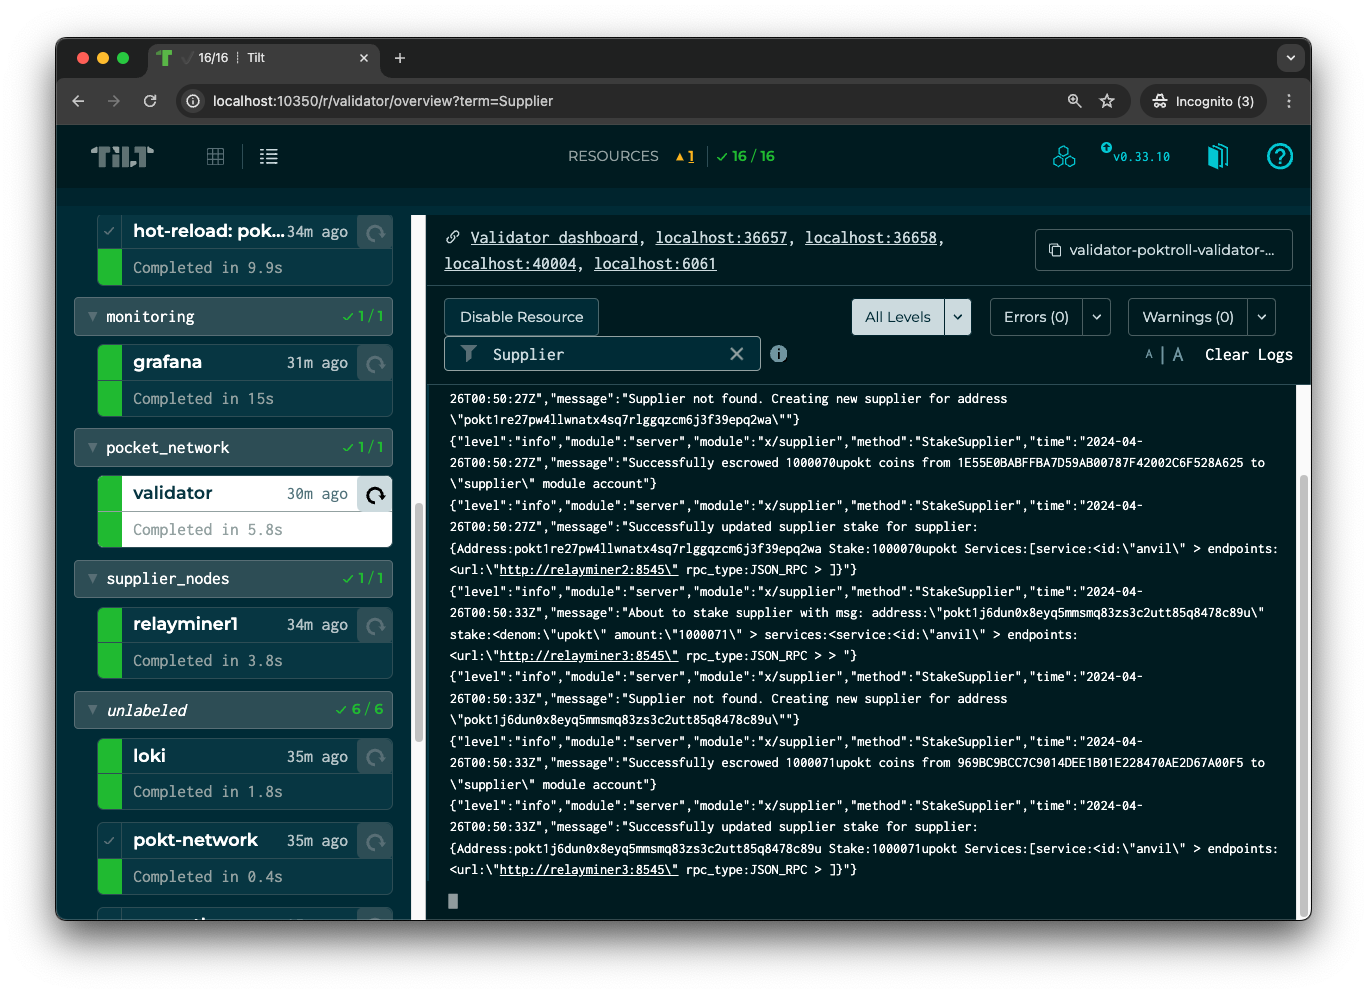 16/16 ⋮ Tilt
localhost:10350/r/validator/overview?term=Supplier
Incognito (3)
TILT
RESOURCES 1 16 / 16
v0.33.10
hot-reload: pok... 34m ago
Completed in 9.9s
monitoring 1 / 1
grafana 31m ago
Completed in 15s
pocket_network 1 / 1
validator 30m ago
Completed in 5.8s
supplier_nodes 1 / 1
relayminer1 34m ago
Completed in 3.8s
unlabeled 6 / 6
loki 35m ago
Completed in 1.8s
pokt-network 35m ago
Completed in 0.4s
Validator dashboard, localhost:36657, localhost:36658,
localhost:40004, localhost:6061
validator-poktroll-validator-...
Disable Resource
All Levels
Errors (0)
Warnings (0)
Supplier
A | A Clear Logs
26T00:50:27Z","message":"Supplier not found. Creating new supplier for address
\"pokt1re27pw4llwnatx4sq7rlggqzcm6j3f39epq2wa\""}
{"level":"info","module":"server","module":"x/supplier","method":"StakeSupplier","time":"2024-04-
26T00:50:27Z","message":"Successfully escrowed 1000070upokt coins from 1E55E0BABFFBA7D59AB00787F42002C6F528A625 to
\"supplier\" module account"}
{"level":"info","module":"server","module":"x/supplier","method":"StakeSupplier","time":"2024-04-
26T00:50:27Z","message":"Successfully updated supplier stake for supplier:
{Address:pokt1re27pw4llwnatx4sq7rlggqzcm6j3f39epq2wa Stake:1000070upokt Services:[service:<id:\"anvil\" > endpoints:
<url:\"http://relayminer2:8545\" rpc_type:JSON_RPC > ]}"}
{"level":"info","module":"server","module":"x/supplier","method":"StakeSupplier","time":"2024-04-
26T00:50:33Z","message":"About to stake supplier with msg: address:\"pokt1j6dun0x8eyq5mmsmq83zs3c2utt85q8478c89u\"
stake:<denom:\"upokt\" amount:\"1000071\" > services:<service:<id:\"anvil\" > endpoints:
<url:\"http://relayminer3:8545\" rpc_type:JSON_RPC > > "}
{"level":"info","module":"server","module":"x/supplier","method":"StakeSupplier","time":"2024-04-
26T00:50:33Z","message":"Supplier not found. Creating new supplier for address
\"pokt1j6dun0x8eyq5mmsmq83zs3c2utt85q8478c89u\""}
{"level":"info","module":"server","module":"x/supplier","method":"StakeSupplier","time":"2024-04-
26T00:50:33Z","message":"Successfully escrowed 1000071upokt coins from 969BC9BCC7C9014DEE1B01E228470AE2D67A00F5 to
\"supplier\" module account"}
{"level":"info","module":"server","module":"x/supplier","method":"StakeSupplier","time":"2024-04-
26T00:50:33Z","message":"Successfully updated supplier stake for supplier:
{Address:pokt1j6dun0x8eyq5mmsmq83zs3c2utt85q8478c89u Stake:1000071upokt Services:[service:<id:\"anvil\" > endpoints:
<url:\"http://relayminer3:8545\" rpc_type:JSON_RPC > ]}"}